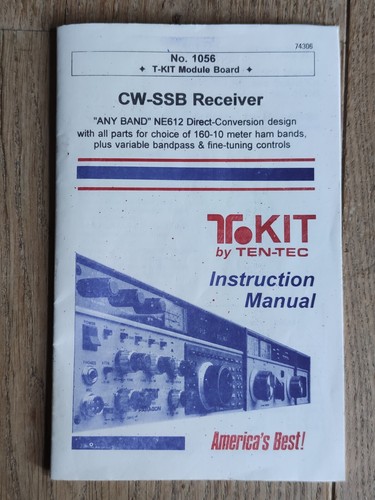 74306
No. 1056
✦ T-KIT Module Board ✦
CW-SSB Receiver
"ANY BAND" NE612 Direct-Conversion design
with all parts for choice of 160-10 meter ham bands,
plus variable bandpass & fine-tuning controls
T-KIT
by TEN-TEC
Instruction
Manual
America's Best!